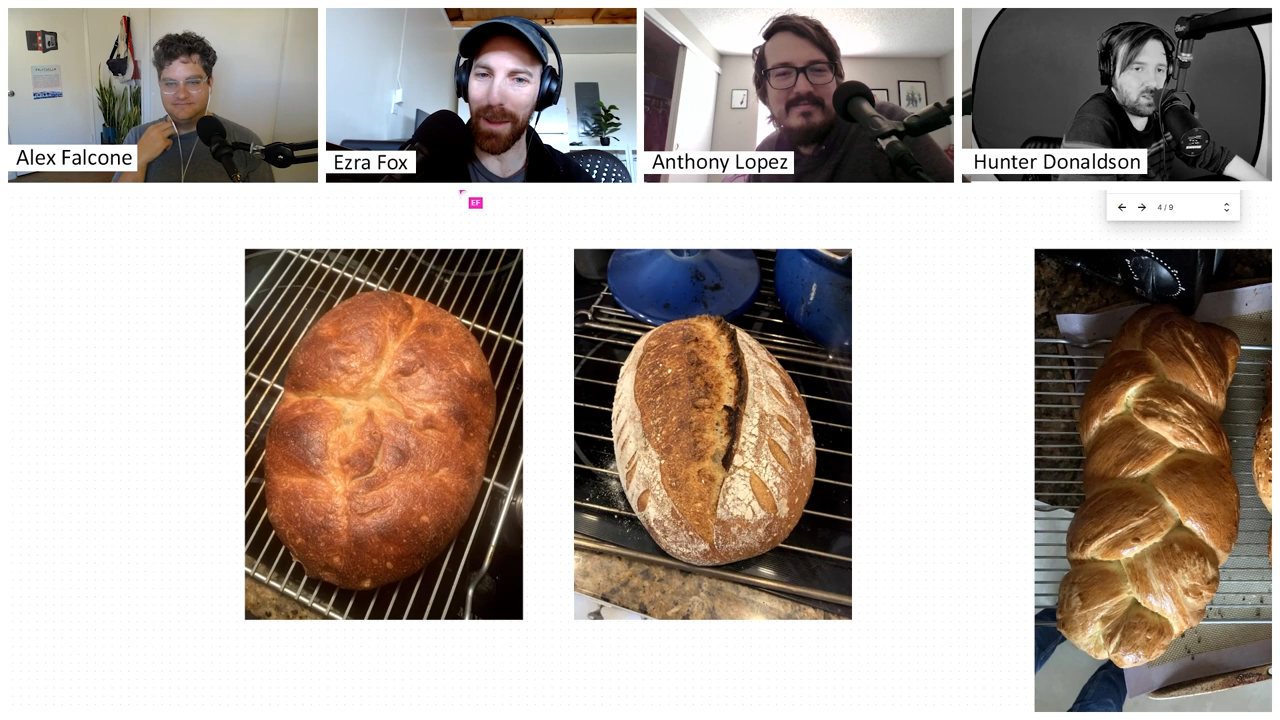 Alex Falcone
Ezra Fox
Anthony Lopez
Hunter Donaldson
EF
4 / 9